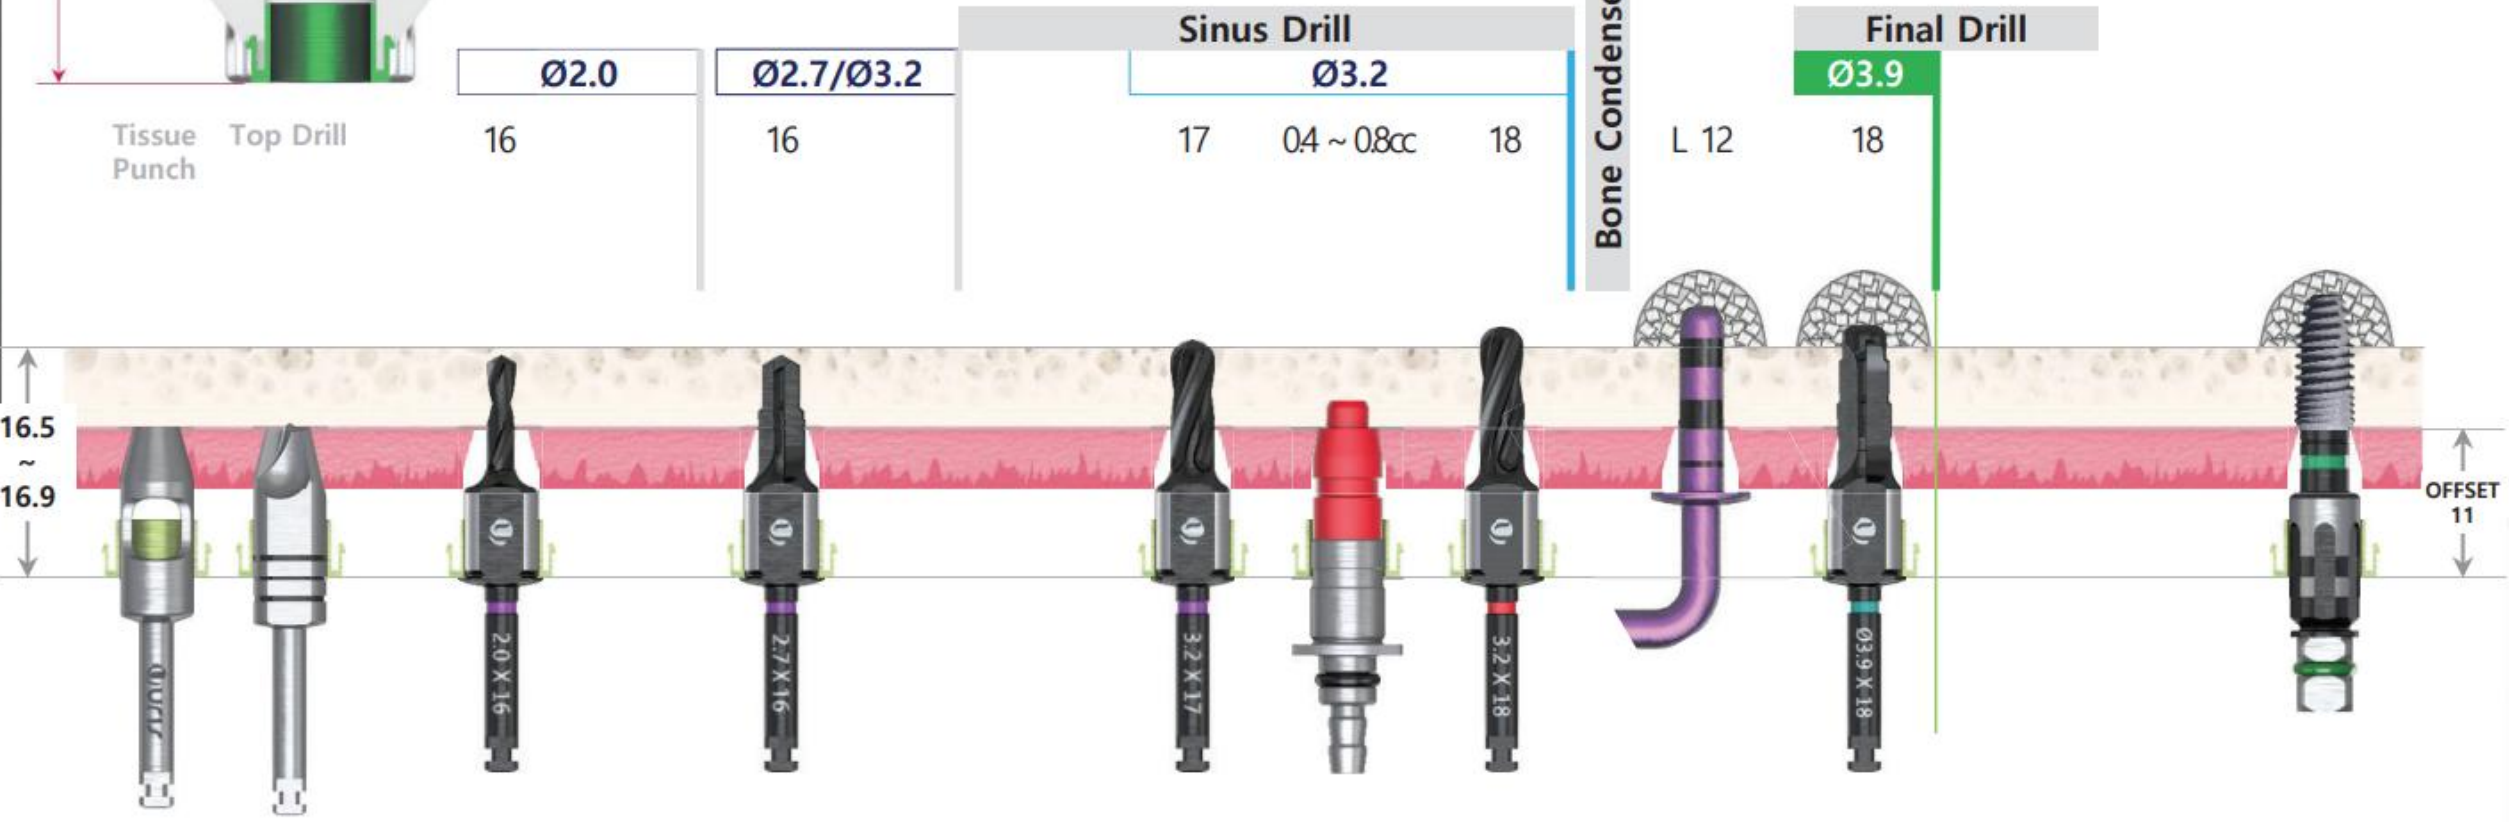 Sinus Drill
Final Drill
Ø2.0
Ø2.7/Ø3.2
Ø3.2
Ø3.9
Tissue
Punch
Top Drill
16
16
17
0.4 ~ 0.8cc
18
Bone Condens
L 12
18
16.5
~
16.9
OFFSET
11
2.0 X 16
2.7 X 16
3.2 X 17
3.2 X 18
Ø3.9 X 18